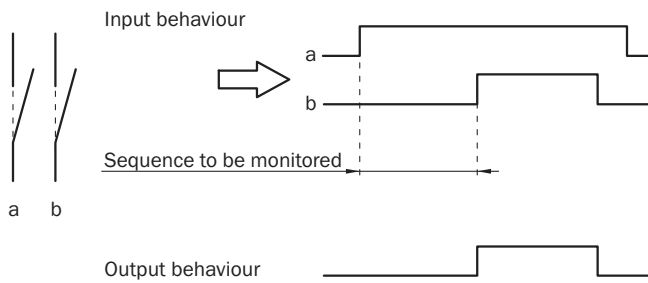 Input behaviour
a
b
Sequence to be monitored
a b
Output behaviour